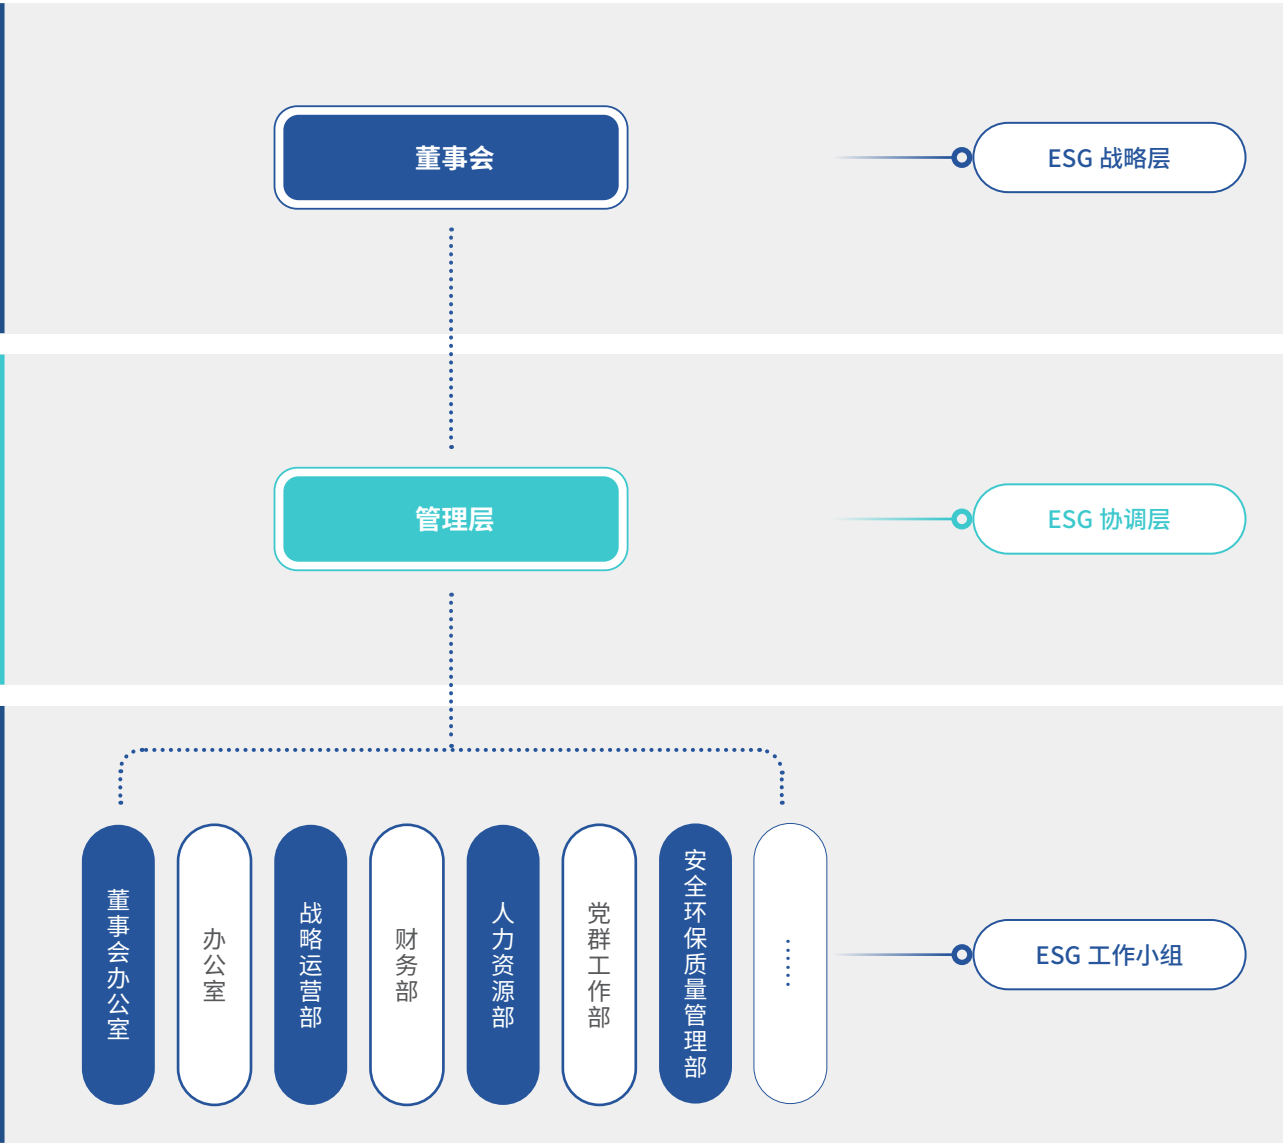 董事会
ESG 战略层
管理层
ESG 协调层
董事会办公室
办公室
战略运营部
财务部
人力资源部
党群工作部
安全环保质量管理部
……
ESG 工作小组